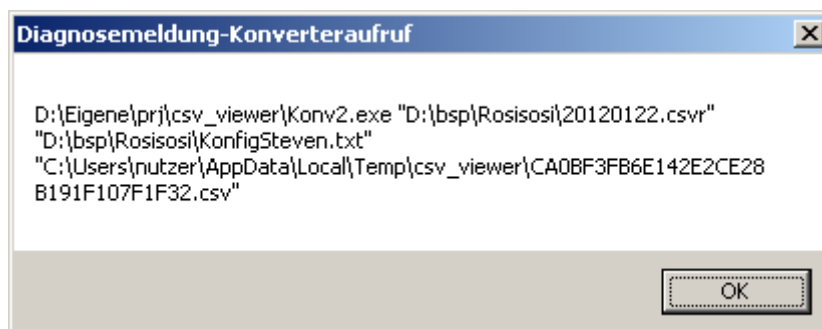 Diagnosemeldung-Konverteraufruf
D:\Eigene\prj\csv_viewer\Konv2.exe "D:\bsp\Rosisosi\20120122.csvr"
"D:\bsp\Rosisosi\KonfigSteven.txt"
"C:\Users\nutzer\AppData\Local\Temp\csv_viewer\CA0BF3FB6E142E2CE28
B191F107F1F32.csv"
OK